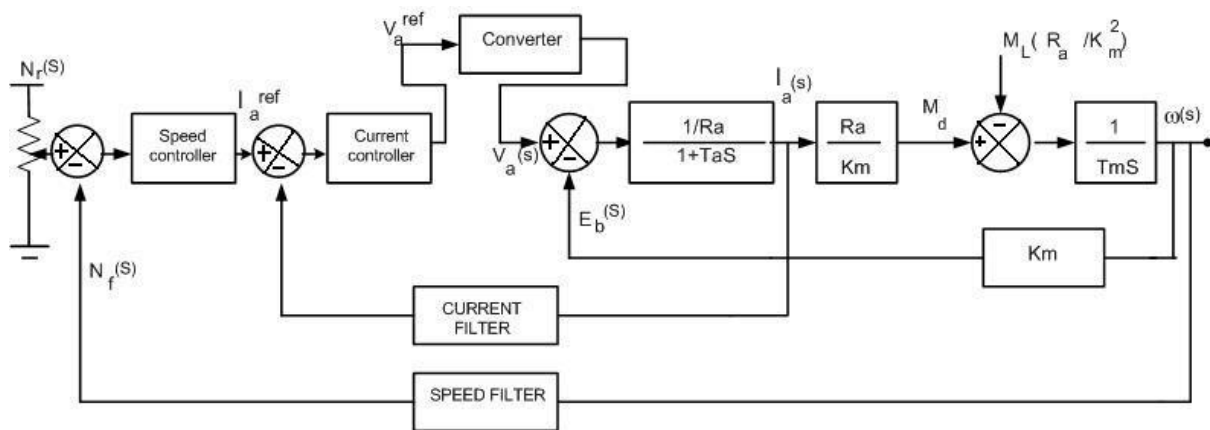 N_r(S)
+
−
Speed
controller
I_a^ref
+
−
Current
controller
V_a^ref
Converter
V_a(s)
+
−
E_b(S)
1/Ra
1+TaS
I_a(s)
Ra
Km
M_d
M_L( R_a /K_m^2)
−
+
1
TmS
ω(s)
Km
N_f(S)
CURRENT
FILTER
SPEED FILTER